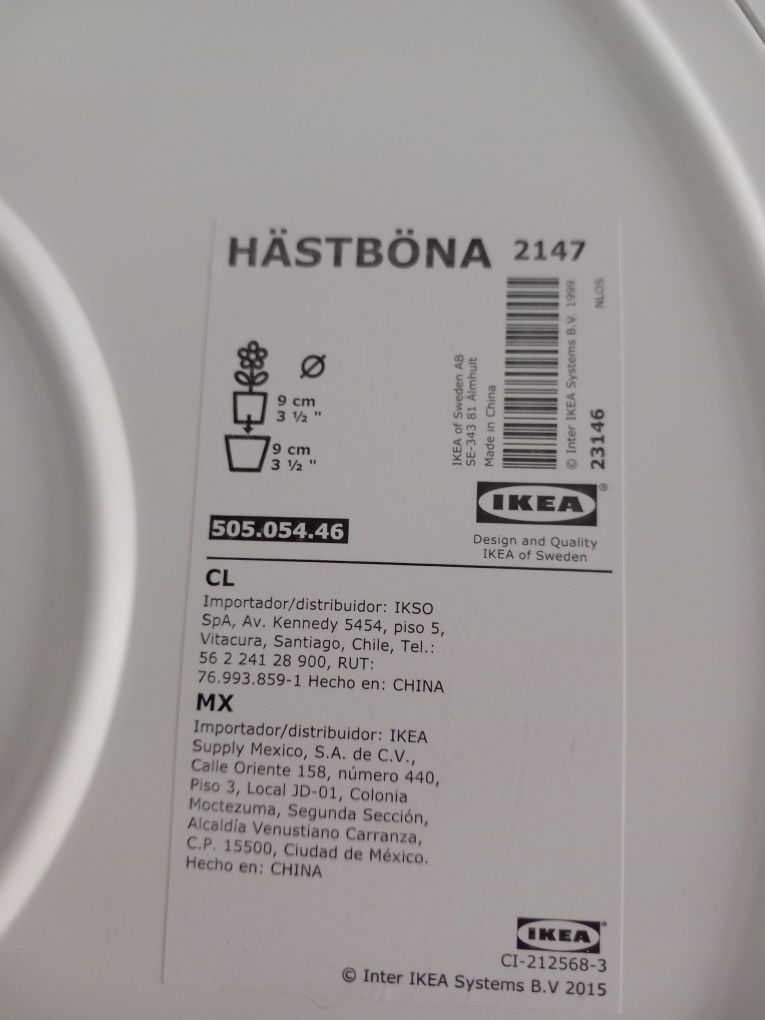 HÄSTBÖNA 2147
Ø
9 cm
3 ½ "
9 cm
3 ½ "
IKEA of Sweden AB
SE-343 81 Älmhult
Made in China
© Inter IKEA Systems B.V. 1999
23146
NLOS
IKEA®
505.054.46
Design and Quality
IKEA of Sweden
CL
Importador/distribuidor: IKSO
SpA, Av. Kennedy 5454, piso 5,
Vitacura, Santiago, Chile, Tel.:
56 2 241 28 900, RUT:
76.993.859-1 Hecho en: CHINA
MX
Importador/distribuidor: IKEA
Supply Mexico, S.A. de C.V.,
Calle Oriente 158, número 440,
Piso 3, Local JD-01, Colonia
Moctezuma, Segunda Sección,
Alcaldía Venustiano Carranza,
C.P. 15500, Ciudad de México.
Hecho en: CHINA
IKEA
CI-212568-3
© Inter IKEA Systems B.V 2015